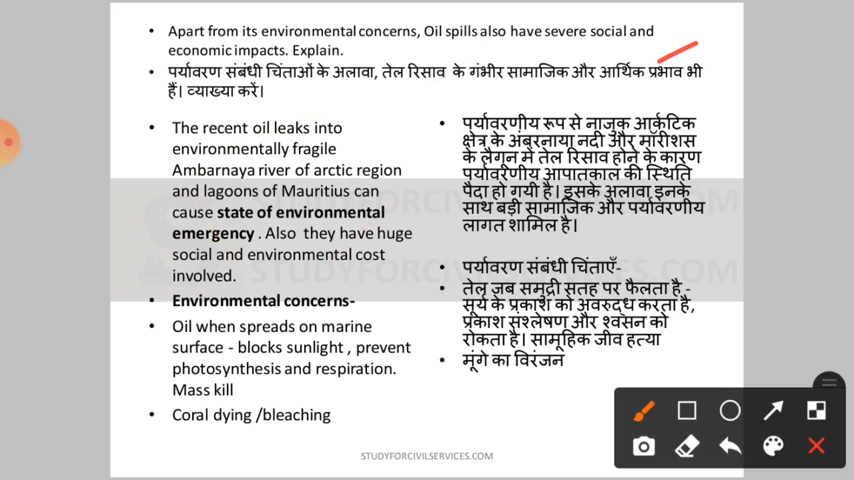 Apart from its environmental concerns, Oil spills also have severe social and
economic impacts. Explain.
पर्यावरण संबंधी चिंताओं के अलावा, तेल रिसाव के गंभीर सामाजिक और आर्थिक प्रभाव भी
हैं। व्याख्या करें।
The recent oil leaks into
environmentally fragile
Ambarnaya river of arctic region
and lagoons of Mauritius can
cause state of environmental
emergency . Also they have huge
social and environmental cost
involved.
Environmental concerns-
Oil when spreads on marine
surface - blocks sunlight , prevent
photosynthesis and respiration.
Mass kill
Coral dying /bleaching
पर्यावरणीय रूप से नाजुक आर्कटिक
क्षेत्र के अंबरनाया नदी और मॉरीशस
के लैगून में तेल रिसाव होने के कारण
पर्यावरणीय आपातकाल की स्थिति
पैदा हो गयी है। इसके अलावा इनके
साथ बड़ी सामाजिक और पर्यावरणीय
लागत शामिल है।
पर्यावरण संबंधी चिंताएँ-
तेल जब समुद्री सतह पर फैलता है -
सूर्य के प्रकाश को अवरुद्ध करता है,
प्रकाश संश्लेषण और श्वसन को
रोकता है। सामूहिक जीव हत्या
मूंगे का विरंजन
STUDYFORCIVILSERVICES.COM